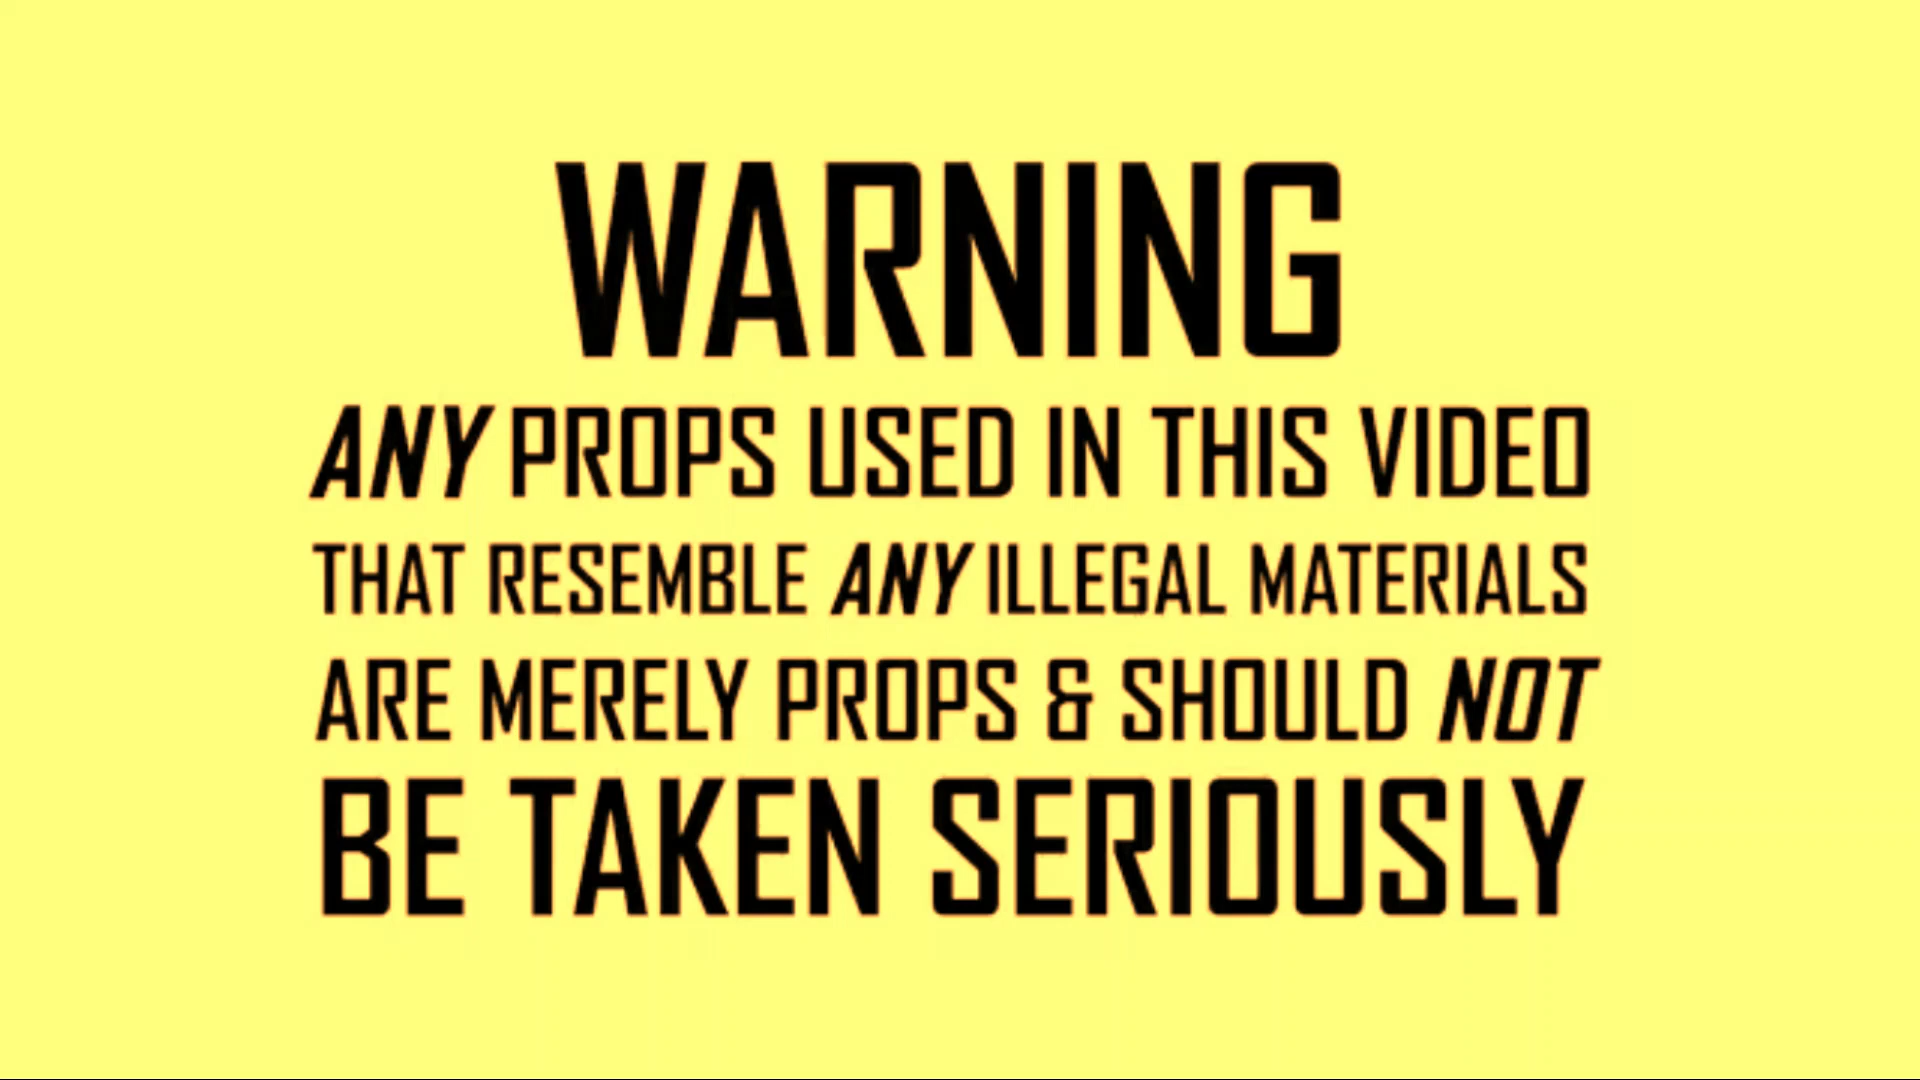 WARNING
ANY PROPS USED IN THIS VIDEO
THAT RESEMBLE ANY ILLEGAL MATERIALS
ARE MERELY PROPS & SHOULD NOT
BE TAKEN SERIOUSLY